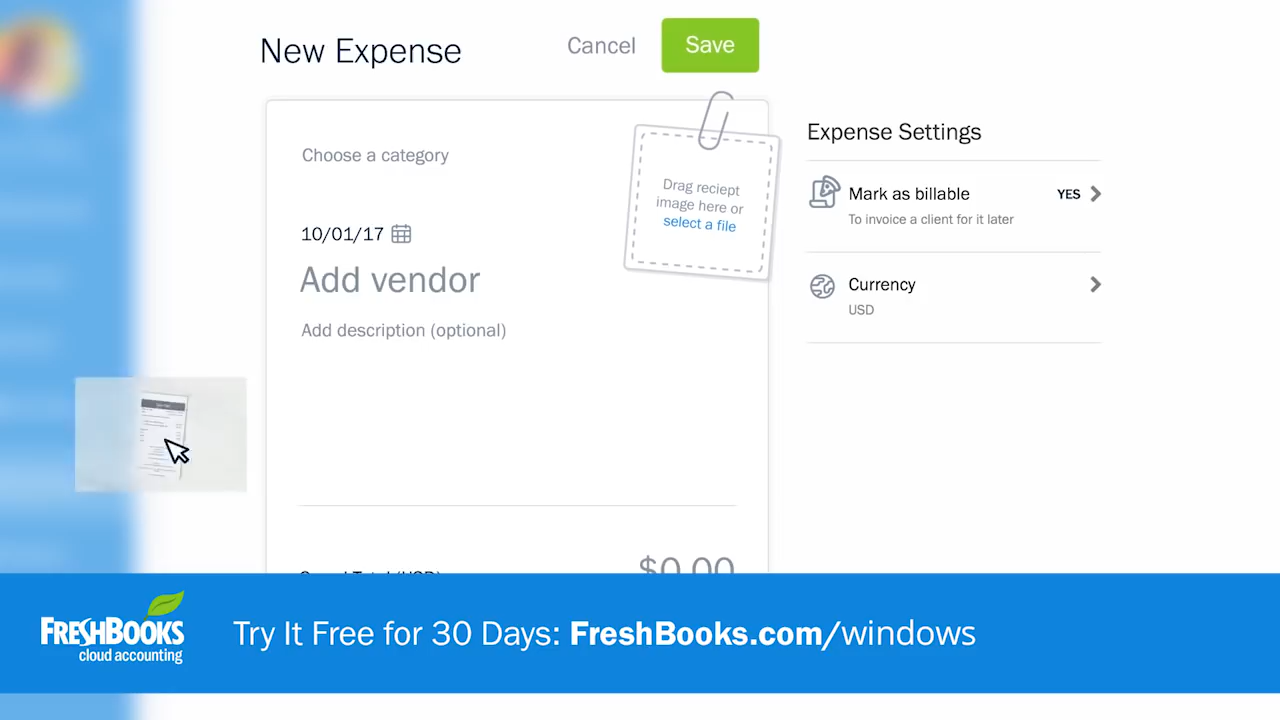 New Expense
Cancel
Save
Choose a category
Drag reciept
image here or
select a file
10/01/17
Add vendor
Add description (optional)
Expense Settings
Mark as billable
YES
To invoice a client for it later
Currency
USD
$0.00
FRESHBOOKS
cloud accounting
Try It Free for 30 Days: FreshBooks.com/windows